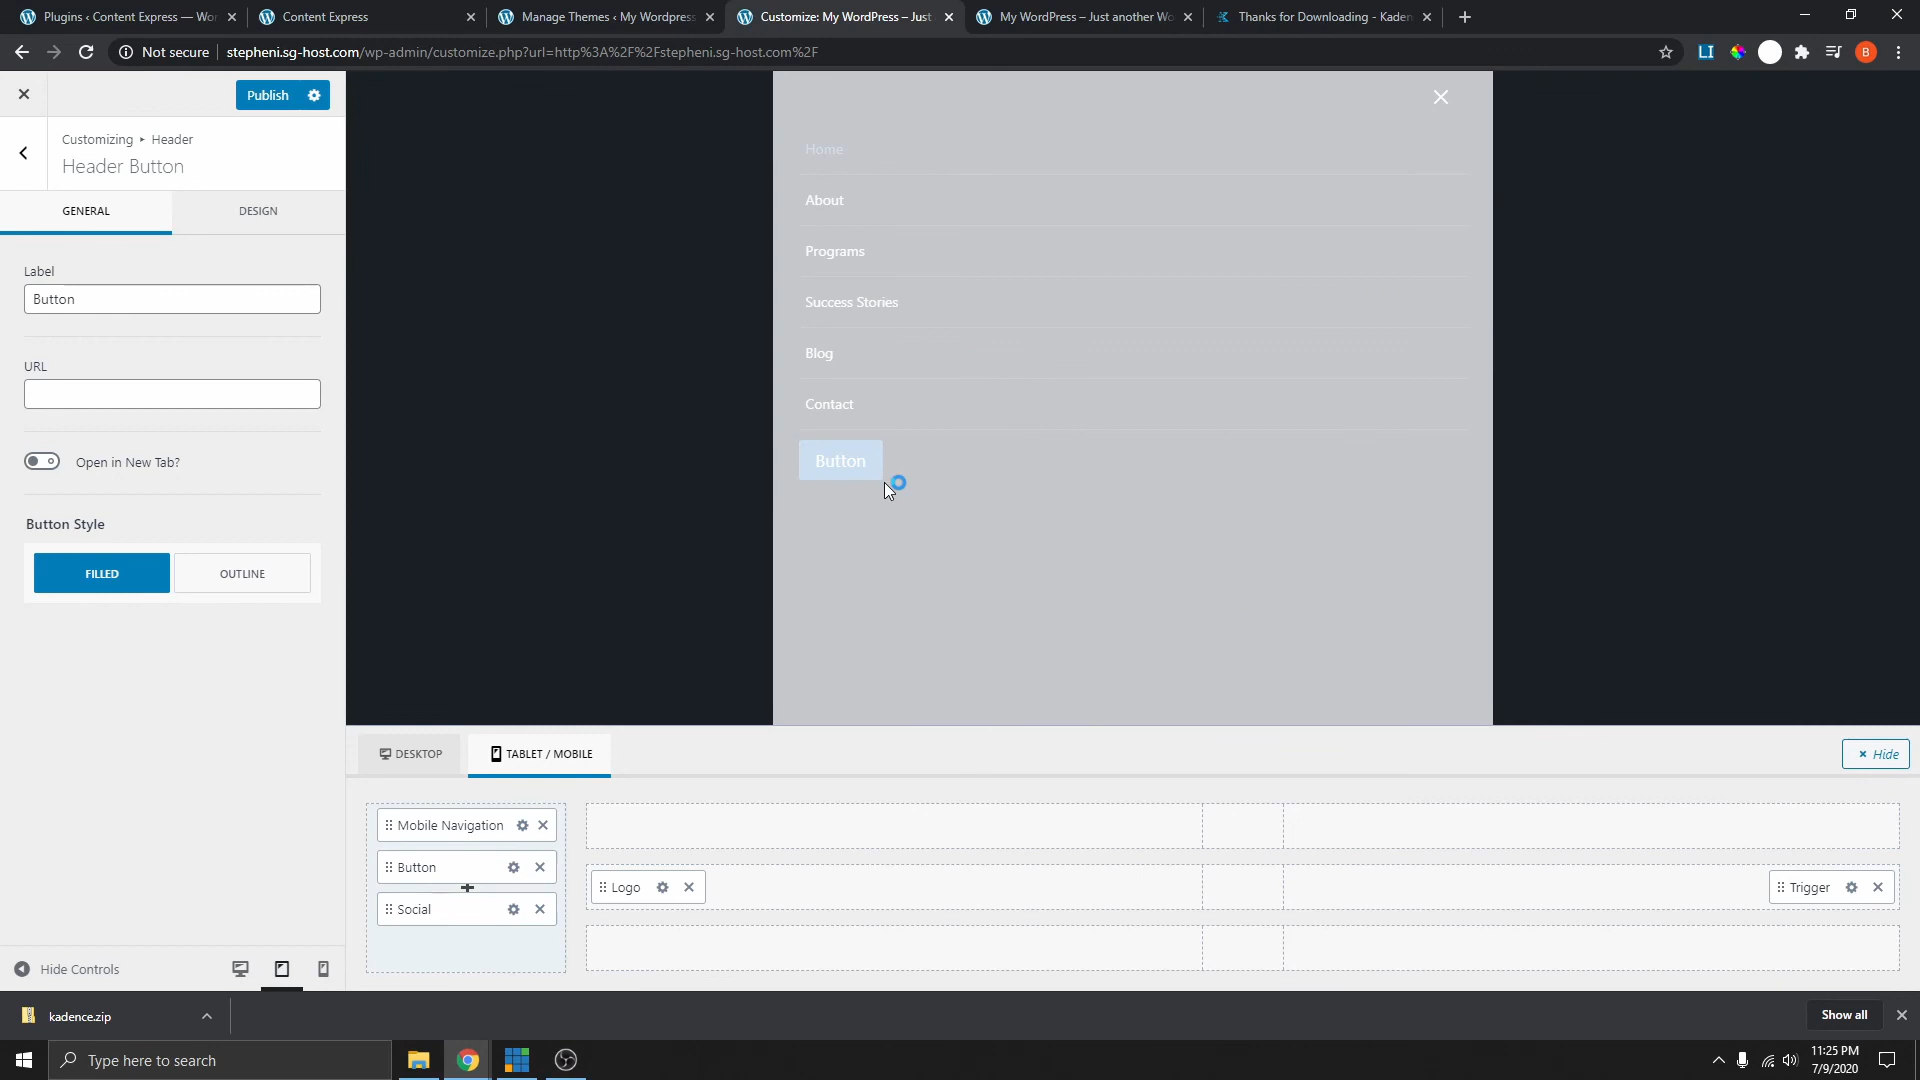 Plugins ‹ Content Express — Wor
Content Express
Manage Themes ‹ My Wordpress
Customize: My WordPress – Just
My WordPress – Just another Wo
Thanks for Downloading - Kaden
Not secure
stepheni.sg-host.com/wp-admin/customize.php?url=http%3A%2F%2Fstepheni.sg-host.com%2F
LI
B
Publish
Customizing ▸ Header
Header Button
GENERAL
DESIGN
Label
Button
URL
Open in New Tab?
Button Style
FILLED
OUTLINE
Home
About
Programs
Success Stories
Blog
Contact
Button
DESKTOP
TABLET / MOBILE
Hide
Mobile Navigation
Button
Social
Logo
Trigger
Hide Controls
kadence.zip
Show all
Type here to search
11:25 PM
7/9/2020